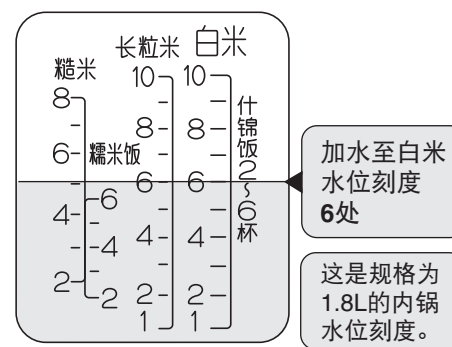 糙米
长粒米
白米
8
6
4
2
糯米饭
6
4
2
10
8
6
4
2
1
10
8
6
4
2
1
什锦饭2~6杯
加水至白米
水位刻度
6处
这是规格为
1.8L的内锅
水位刻度。